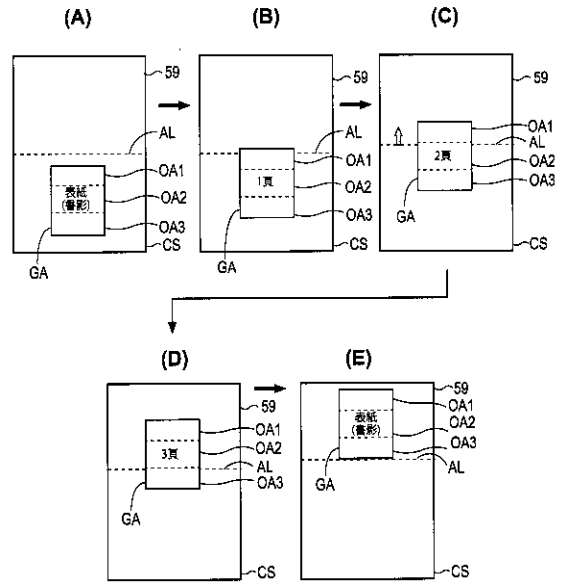 (A)
59
AL
OA1
表紙
(書影)
OA2
OA3
GA
CS
(B)
59
AL
OA1
1頁
OA2
OA3
GA
CS
(C)
59
OA1
AL
2頁
OA2
OA3
GA
CS
(D)
59
OA1
OA2
3頁
AL
OA3
GA
CS
(E)
59
OA1
表紙
(書影)
OA2
OA3
GA
AL
CS